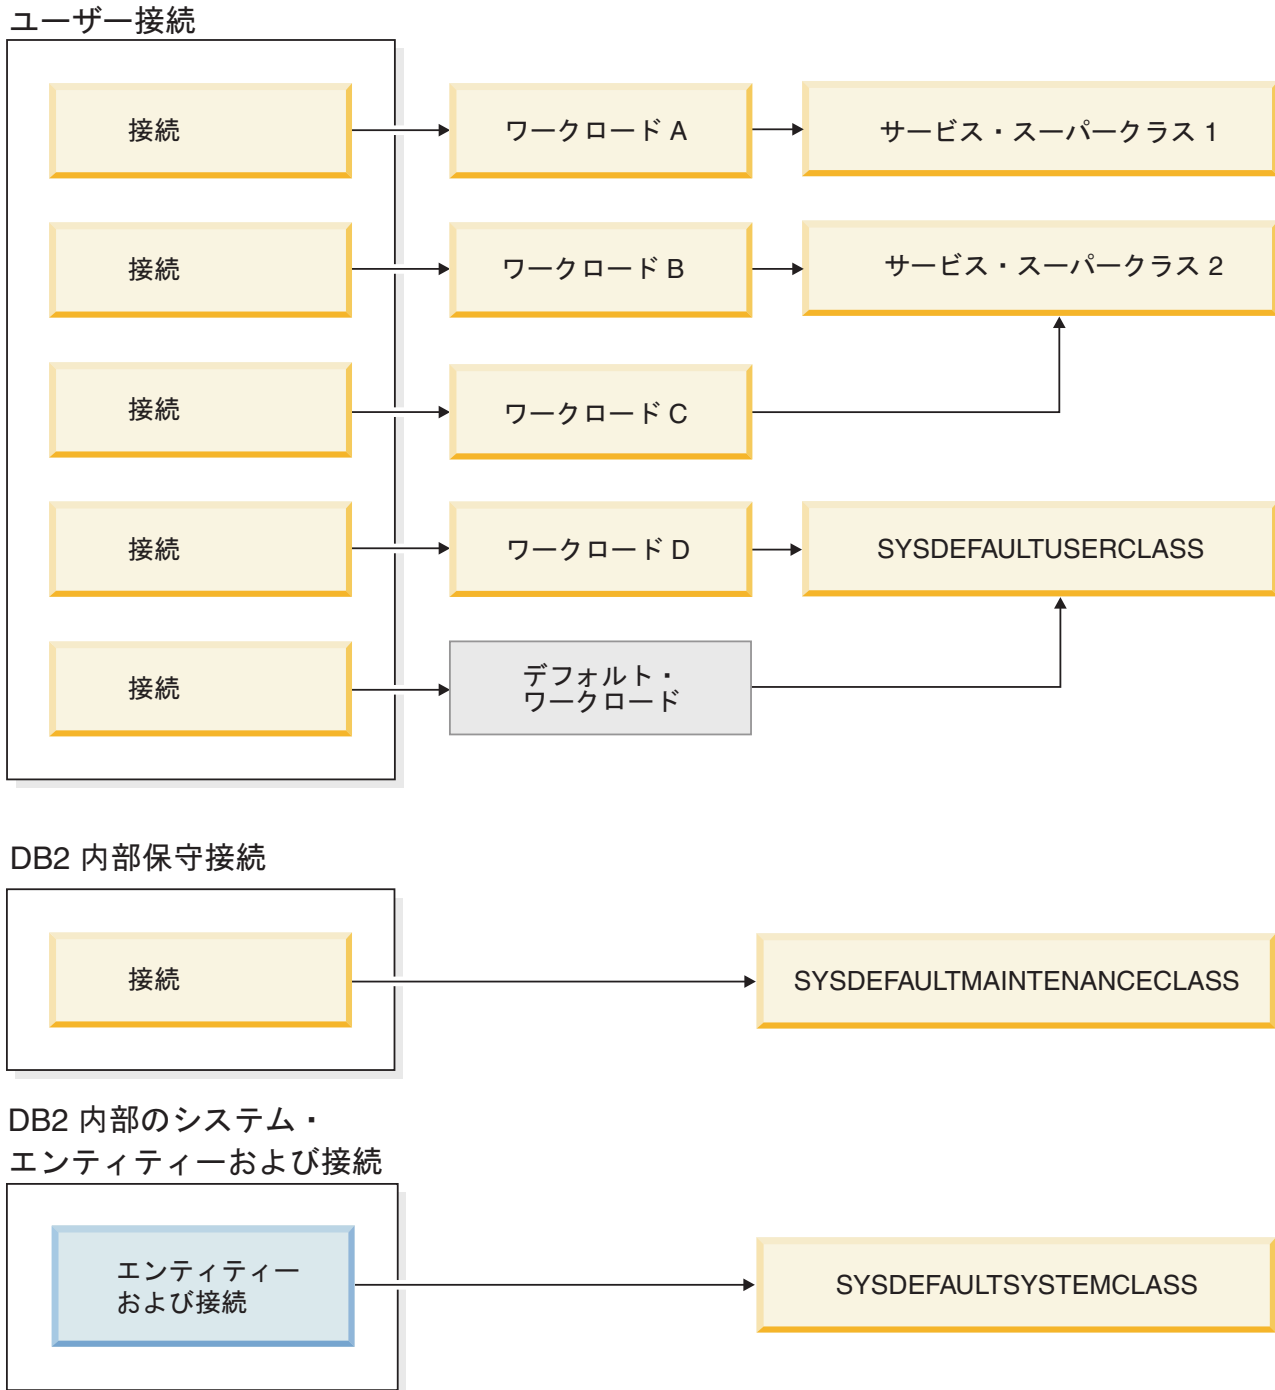 ユーザー接続
接続
ワークロード A
サービス・スーパークラス 1
接続
ワークロード B
サービス・スーパークラス 2
接続
ワークロード C
接続
ワークロード D
SYSDEFAULTUSERCLASS
接続
デフォルト・
ワークロード
DB2 内部保守接続
接続
SYSDEFAULTMAINTENANCECLASS
DB2 内部のシステム・
エンティティーおよび接続
エンティティー
および接続
SYSDEFAULTSYSTEMCLASS